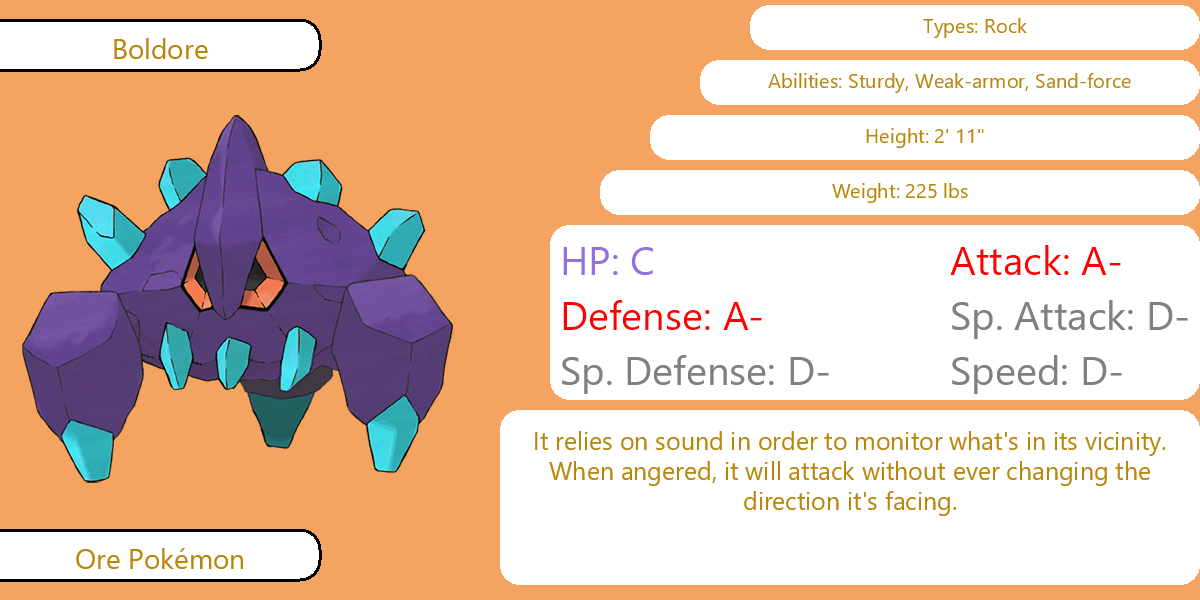 Boldore
Types: Rock
Abilities: Sturdy, Weak-armor, Sand-force
Height: 2' 11"
Weight: 225 lbs
HP: C
Attack: A-
Defense: A-
Sp. Attack: D-
Sp. Defense: D-
Speed: D-
It relies on sound in order to monitor what's in its vicinity.
When angered, it will attack without ever changing the
direction it's facing.
Ore Pokémon